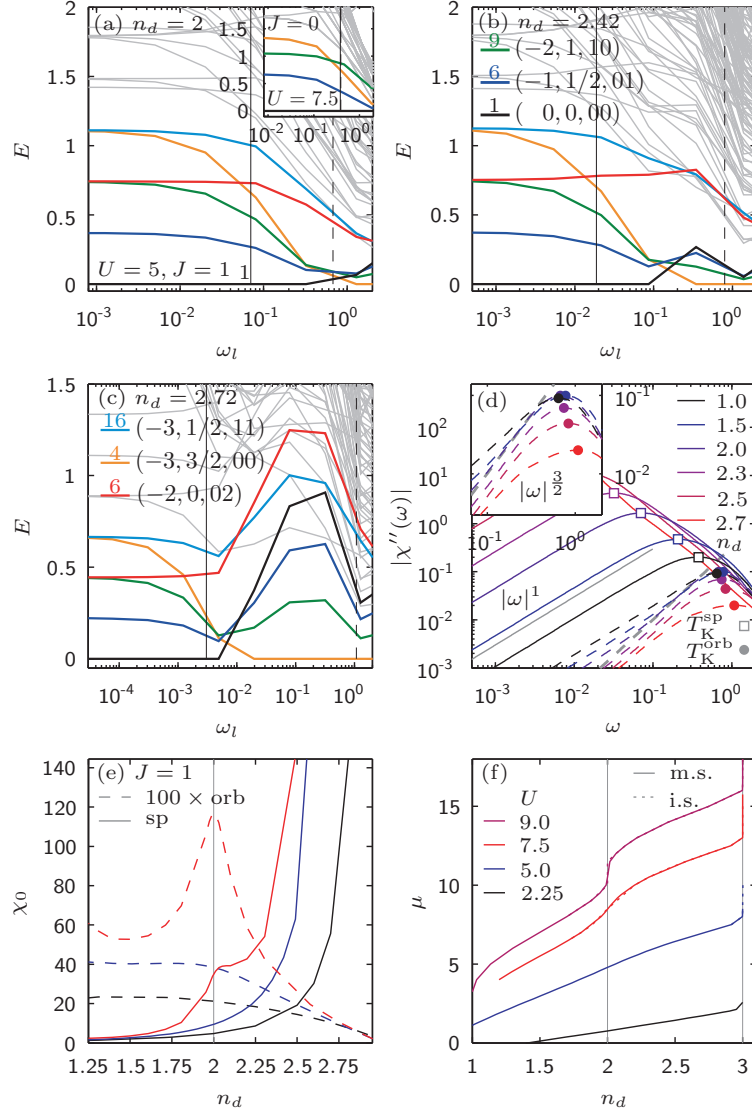 (a) n_d = 2
J = 0
U = 7.5
1.5
1
0.5
0
10^-2 10^-1 10^0
U = 5, J = 1
1
E
2
1.5
1
0.5
0
10^-3 10^-2 10^-1 10^0
ω_l
(b) n_d = 2.42
9 (−2, 1, 10)
6 (−1, 1/2, 01)
1 ( 0, 0, 00)
E
2
1.5
1
0.5
0
10^-3 10^-2 10^-1 10^0
ω_l
(c) n_d = 2.72
16 (−3, 1/2, 11)
4 (−3, 3/2, 00)
6 (−2, 0, 02)
E
1.5
1
0.5
0
10^-4 10^-3 10^-2 10^-1 10^0
ω_l
(d)
1.0
1.5
2.0
2.3
2.5
2.7
n_d
|ω|^3/2
10^-1
10^-2
10^-1 10^0
|ω|^1
T_K^sp
T_K^orb
|χ''(ω)|
10^2
10^1
10^0
10^-1
10^-2
10^-3
10^-3 10^-2 10^-1 10^0
ω
(e) J = 1
100 × orb
sp
χ_0
140
120
100
80
60
40
20
0
1.25 1.5 1.75 2 2.25 2.5 2.75
n_d
(f)
m.s.
i.s.
U
9.0
7.5
5.0
2.25
μ
15
10
5
0
1 1.5 2 2.5 3
n_d